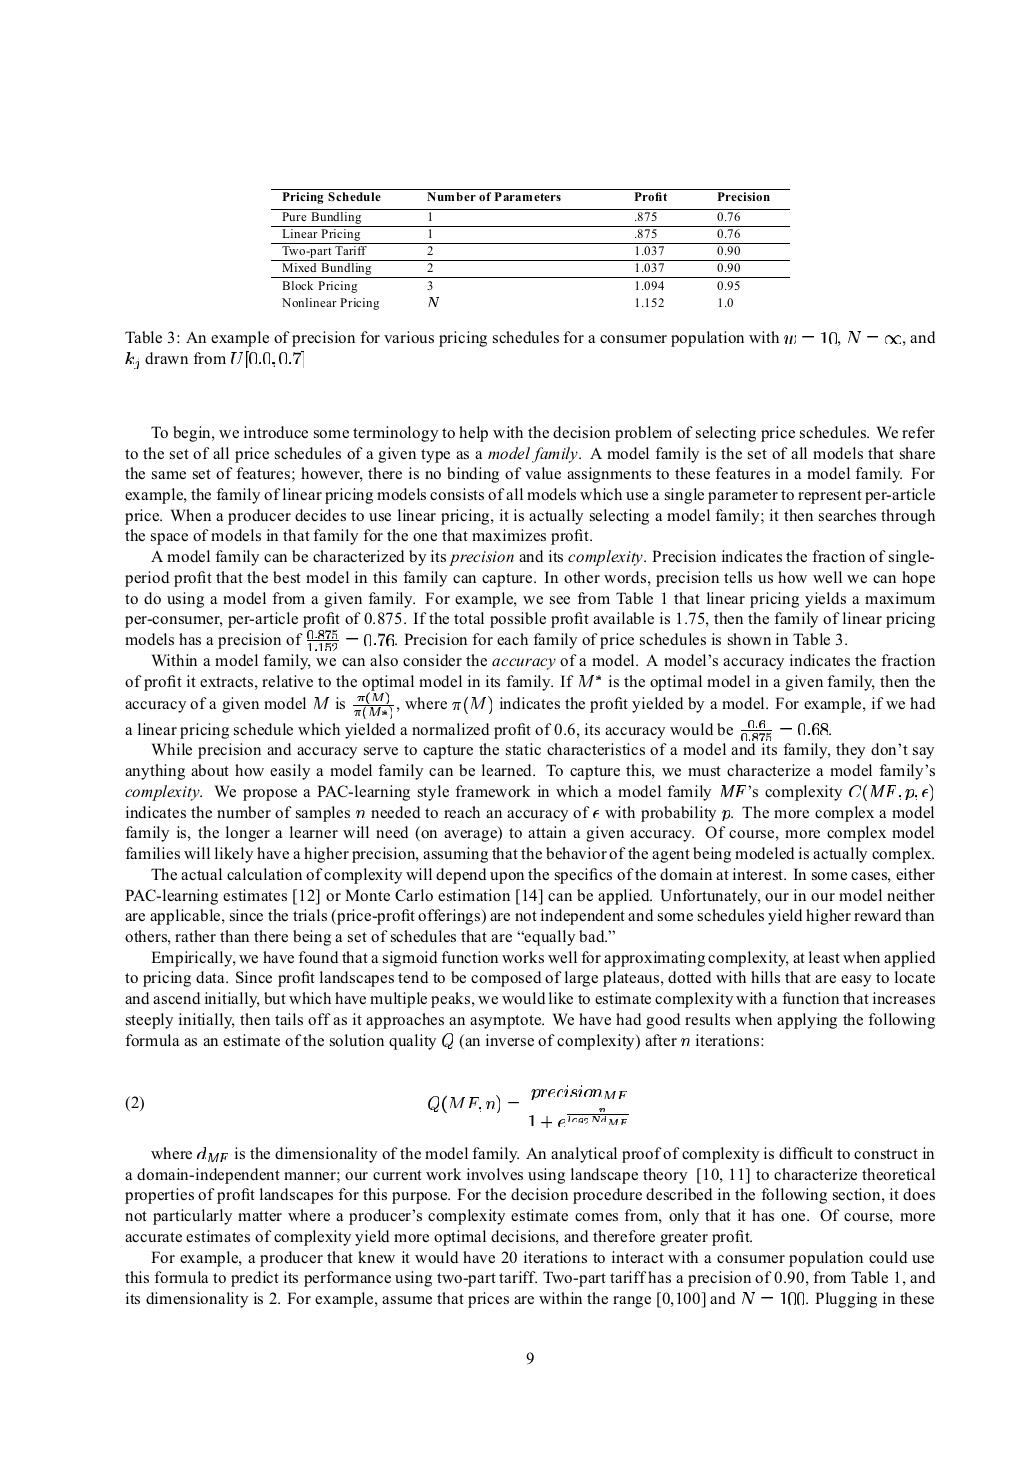 Pricing Schedule Number of Parameters Profit Precision
Pure Bundling 1 .875 0.76
Linear Pricing 1 .875 0.76
Two-part Tariff 2 1.037 0.90
Mixed Bundling 2 1.037 0.90
Block Pricing 3 1.094 0.95
Nonlinear Pricing N 1.152 1.0
Table 3: An example of precision for various pricing schedules for a consumer population with w = 10, N = ∞, and
k_j drawn from U[0.0, 0.7]
To begin, we introduce some terminology to help with the decision problem of selecting price schedules. We refer
to the set of all price schedules of a given type as a model family. A model family is the set of all models that share
the same set of features; however, there is no binding of value assignments to these features in a model family. For
example, the family of linear pricing models consists of all models which use a single parameter to represent per-article
price. When a producer decides to use linear pricing, it is actually selecting a model family; it then searches through
the space of models in that family for the one that maximizes profit.
A model family can be characterized by its precision and its complexity. Precision indicates the fraction of single-
period profit that the best model in this family can capture. In other words, precision tells us how well we can hope
to do using a model from a given family. For example, we see from Table 1 that linear pricing yields a maximum
per-consumer, per-article profit of 0.875. If the total possible profit available is 1.75, then the family of linear pricing
models has a precision of 0.875/1.152 = 0.76. Precision for each family of price schedules is shown in Table 3.
Within a model family, we can also consider the accuracy of a model. A model's accuracy indicates the fraction
of profit it extracts, relative to the optimal model in its family. If M* is the optimal model in a given family, then the
accuracy of a given model M is π(M)/π(M*), where π(M) indicates the profit yielded by a model. For example, if we had
a linear pricing schedule which yielded a normalized profit of 0.6, its accuracy would be 0.6/0.875 = 0.68.
While precision and accuracy serve to capture the static characteristics of a model and its family, they don't say
anything about how easily a model family can be learned. To capture this, we must characterize a model family's
complexity. We propose a PAC-learning style framework in which a model family MF's complexity C(MF, p, ϵ)
indicates the number of samples n needed to reach an accuracy of ϵ with probability p. The more complex a model
family is, the longer a learner will need (on average) to attain a given accuracy. Of course, more complex model
families will likely have a higher precision, assuming that the behavior of the agent being modeled is actually complex.
The actual calculation of complexity will depend upon the specifics of the domain at interest. In some cases, either
PAC-learning estimates [12] or Monte Carlo estimation [14] can be applied. Unfortunately, our in our model neither
are applicable, since the trials (price-profit offerings) are not independent and some schedules yield higher reward than
others, rather than there being a set of schedules that are “equally bad.”
Empirically, we have found that a sigmoid function works well for approximating complexity, at least when applied
to pricing data. Since profit landscapes tend to be composed of large plateaus, dotted with hills that are easy to locate
and ascend initially, but which have multiple peaks, we would like to estimate complexity with a function that increases
steeply initially, then tails off as it approaches an asymptote. We have had good results when applying the following
formula as an estimate of the solution quality Q (an inverse of complexity) after n iterations:
(2) Q(MF, n) = precision_MF / (1 + e^(n / log2 Nd_MF))
where d_MF is the dimensionality of the model family. An analytical proof of complexity is difficult to construct in
a domain-independent manner; our current work involves using landscape theory [10, 11] to characterize theoretical
properties of profit landscapes for this purpose. For the decision procedure described in the following section, it does
not particularly matter where a producer's complexity estimate comes from, only that it has one. Of course, more
accurate estimates of complexity yield more optimal decisions, and therefore greater profit.
For example, a producer that knew it would have 20 iterations to interact with a consumer population could use
this formula to predict its performance using two-part tariff. Two-part tariff has a precision of 0.90, from Table 1, and
its dimensionality is 2. For example, assume that prices are within the range [0,100] and N = 100. Plugging in these
9